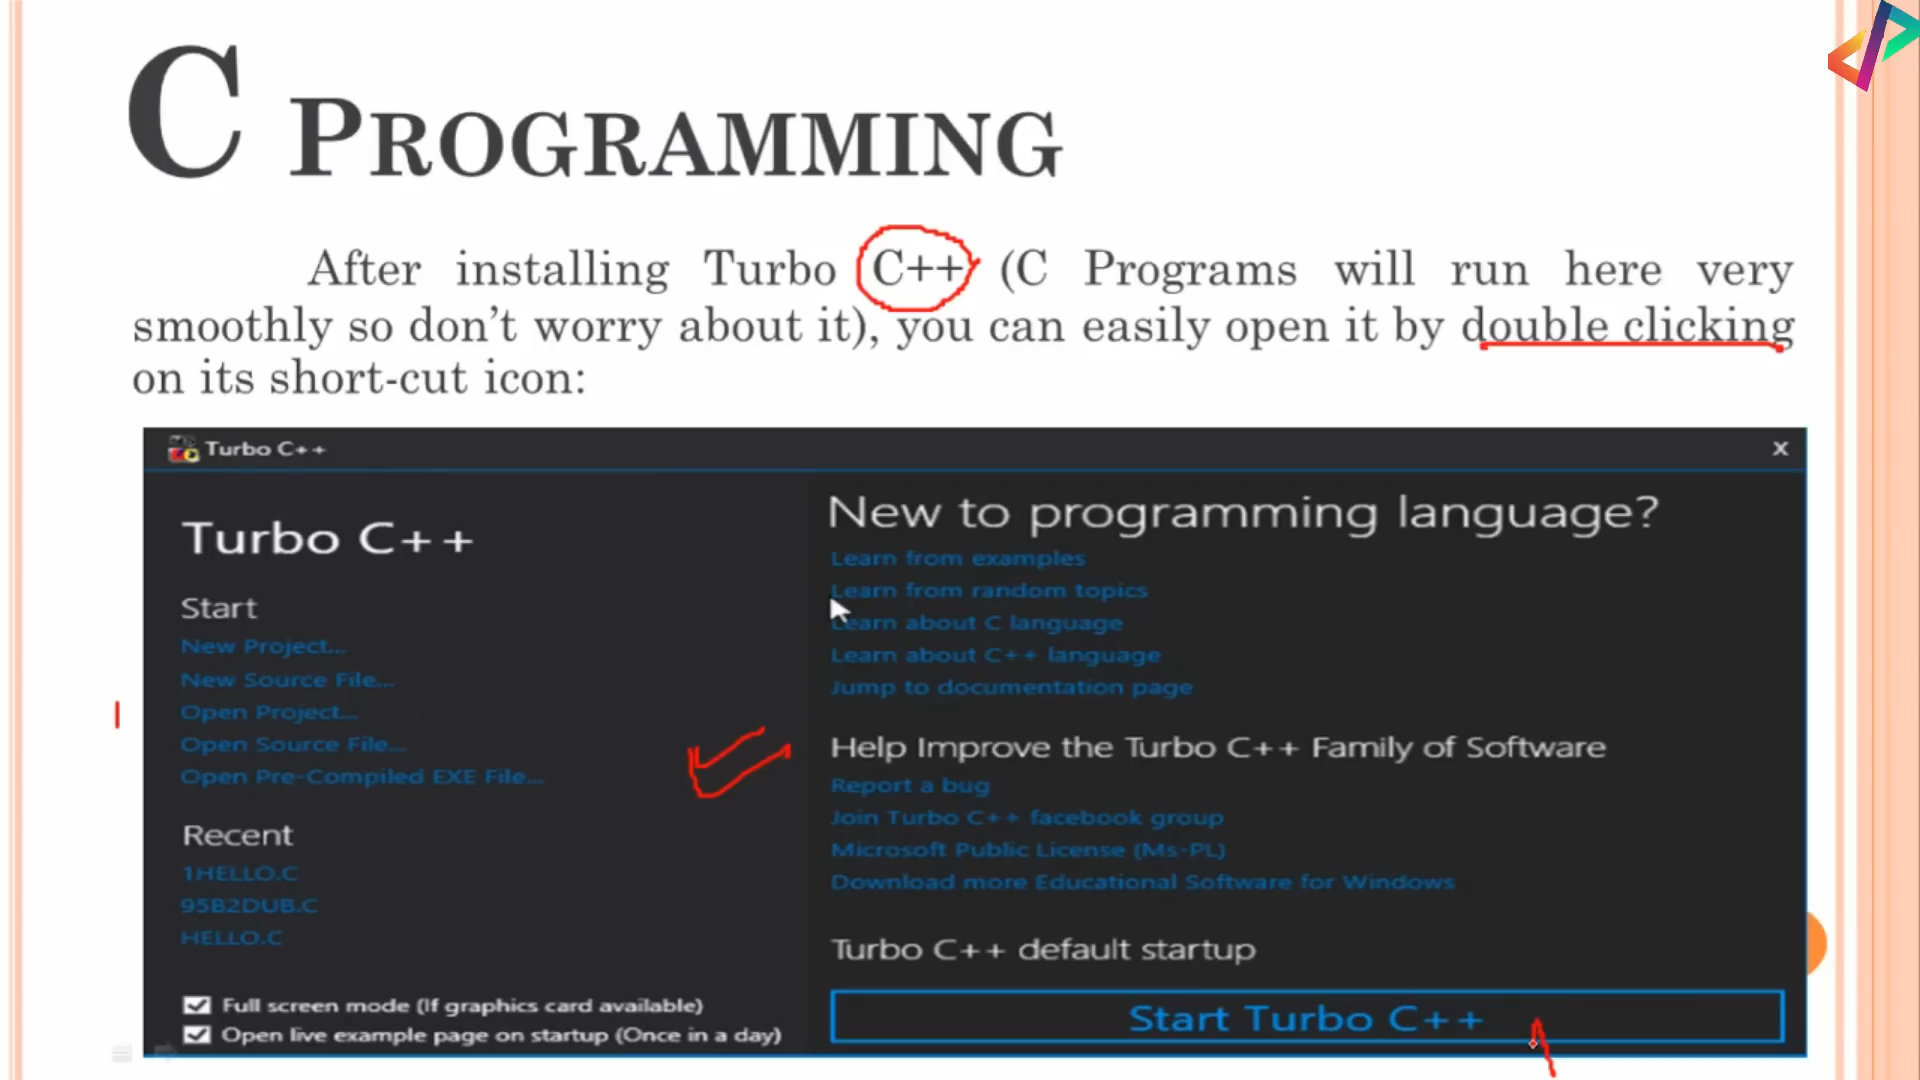 C PROGRAMMING
After installing Turbo C++ (C Programs will run here very
smoothly so don't worry about it), you can easily open it by double clicking
on its short-cut icon:
Turbo C++ X
Turbo C++
Start
New Project...
New Source File...
Open Project...
Open Source File...
Open Pre-Compiled EXE File...
Recent
1HELLO.C
95B2DUB.C
HELLO.C
Full screen mode (If graphics card available)
Open live example page on startup (Once in a day)
New to programming language?
Learn from examples
Learn from random topics
Learn about C language
Learn about C++ language
Jump to documentation page
Help Improve the Turbo C++ Family of Software
Report a bug
Join Turbo C++ facebook group
Microsoft Public License (Ms-PL)
Download more Educational Software for Windows
Turbo C++ default startup
Start Turbo C++